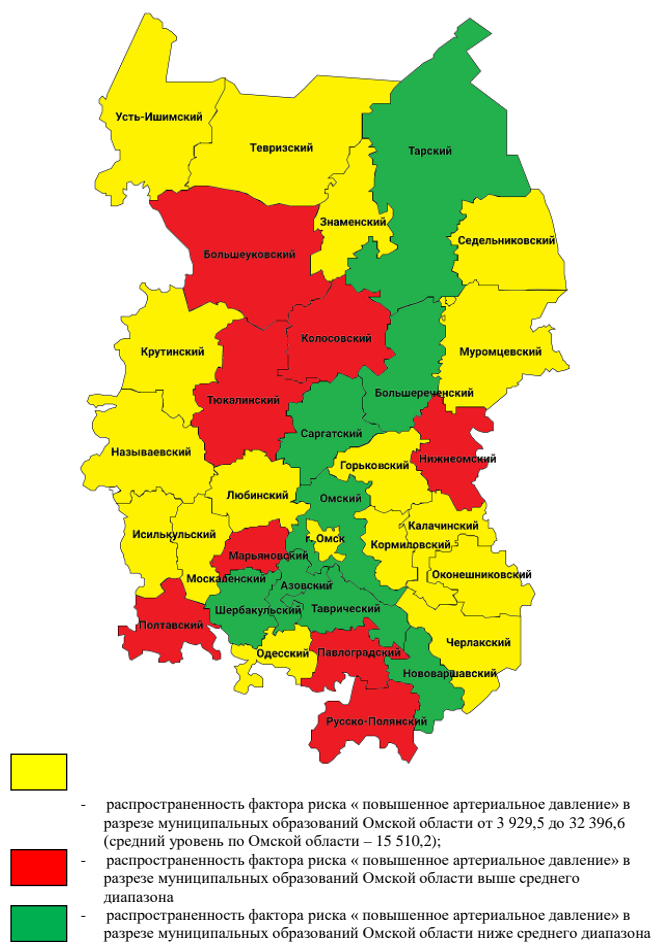 Усть-Ишимский
Тевризский
Тарский
Знаменский
Седельниковский
Большеуковский
Колосовский
Крутинский
Муромцевский
Большереченский
Тюкалинский
Саргатский
Называевский
Горьковский
Нижнеомский
Любинский
Омский
Исилькульский
Калачинский
г. Омск
Кормиловский
Марьяновский
Москаленский
Азовский
Оконешниковский
Шербакульский
Таврический
Полтавский
Черлакский
Одесский
Павлоградский
Нововаршавский
Русско-Полянский
- распространенность фактора риска « повышенное артериальное давление» в
разрезе муниципальных образований Омской области от 3 929,5 до 32 396,6
(средний уровень по Омской области – 15 510,2);
- распространенность фактора риска « повышенное артериальное давление» в
разрезе муниципальных образований Омской области выше среднего
диапазона
- распространенность фактора риска « повышенное артериальное давление» в
разрезе муниципальных образований Омской области ниже среднего диапазона